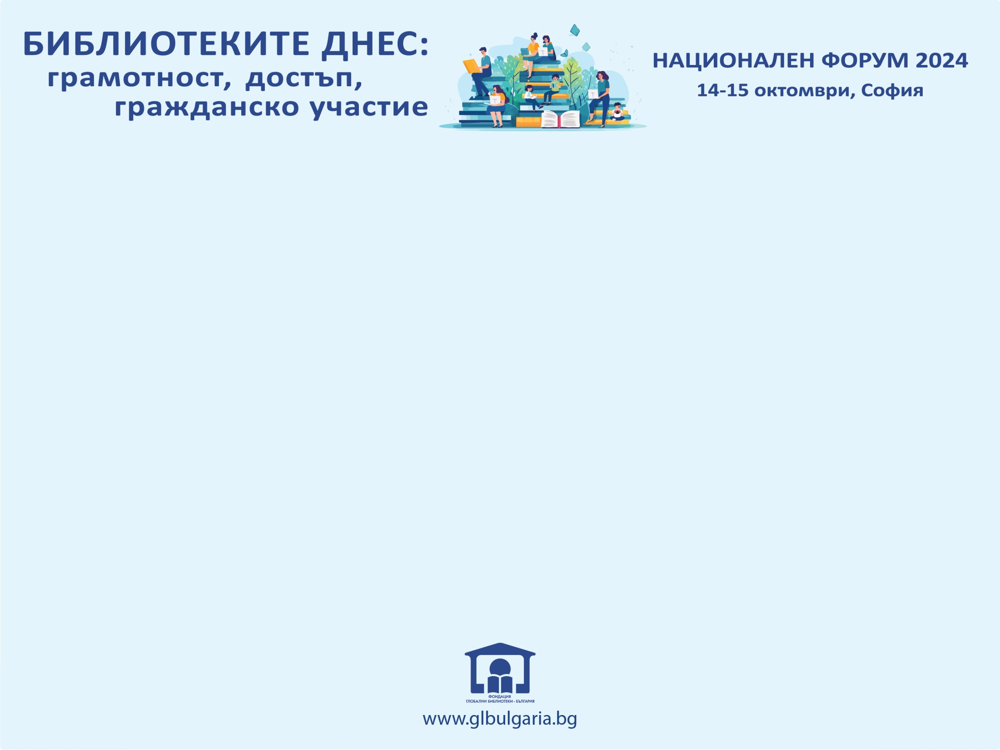 БИБЛИОТЕКИТЕ ДНЕС:
грамотност, достъп,
гражданско участие
НАЦИОНАЛЕН ФОРУМ 2024
14-15 октомври, София
ФОНДАЦИЯ
ГЛОБАЛНИ БИБЛИОТЕКИ - БЪЛГАРИЯ
www.glbulgaria.bg